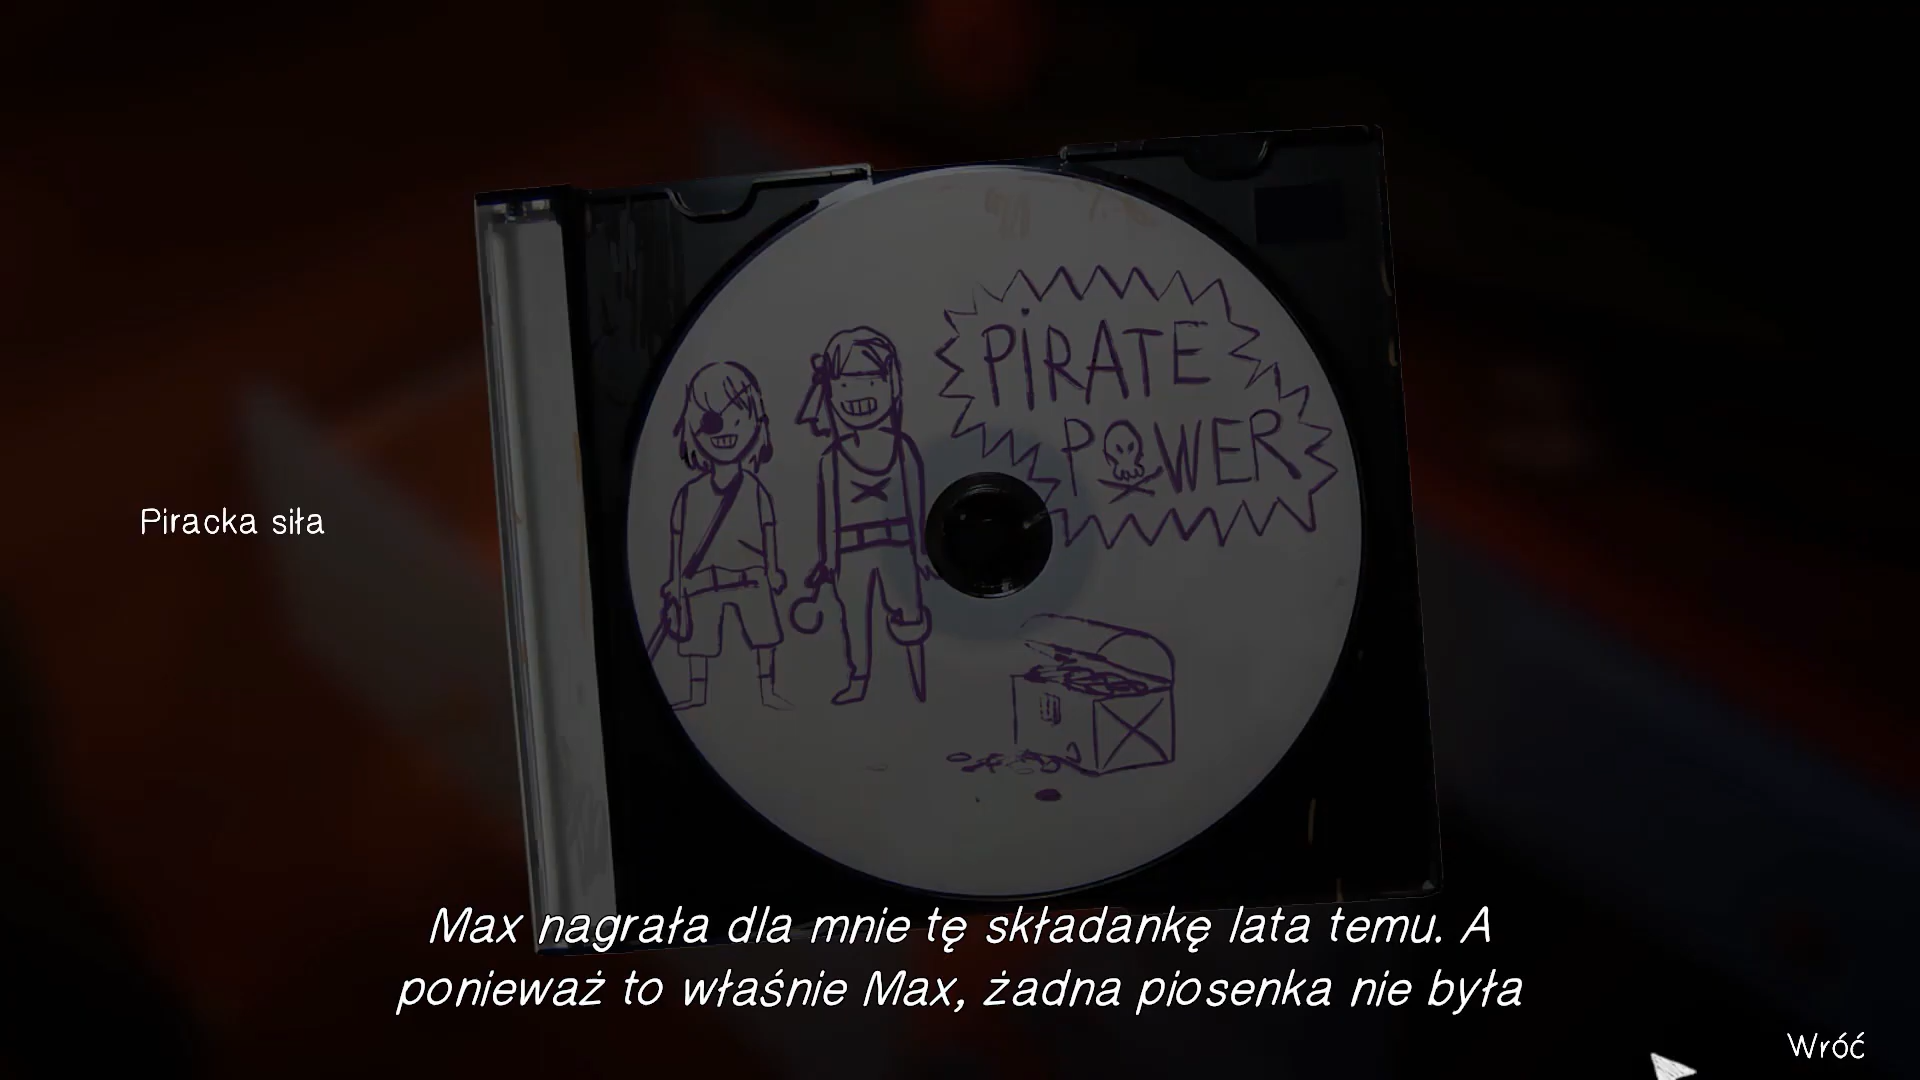 PIRATE
POWER
Piracka siła
Max nagrała dla mnie tę składankę lata temu. A
ponieważ to właśnie Max, żadna piosenka nie była
Wróć